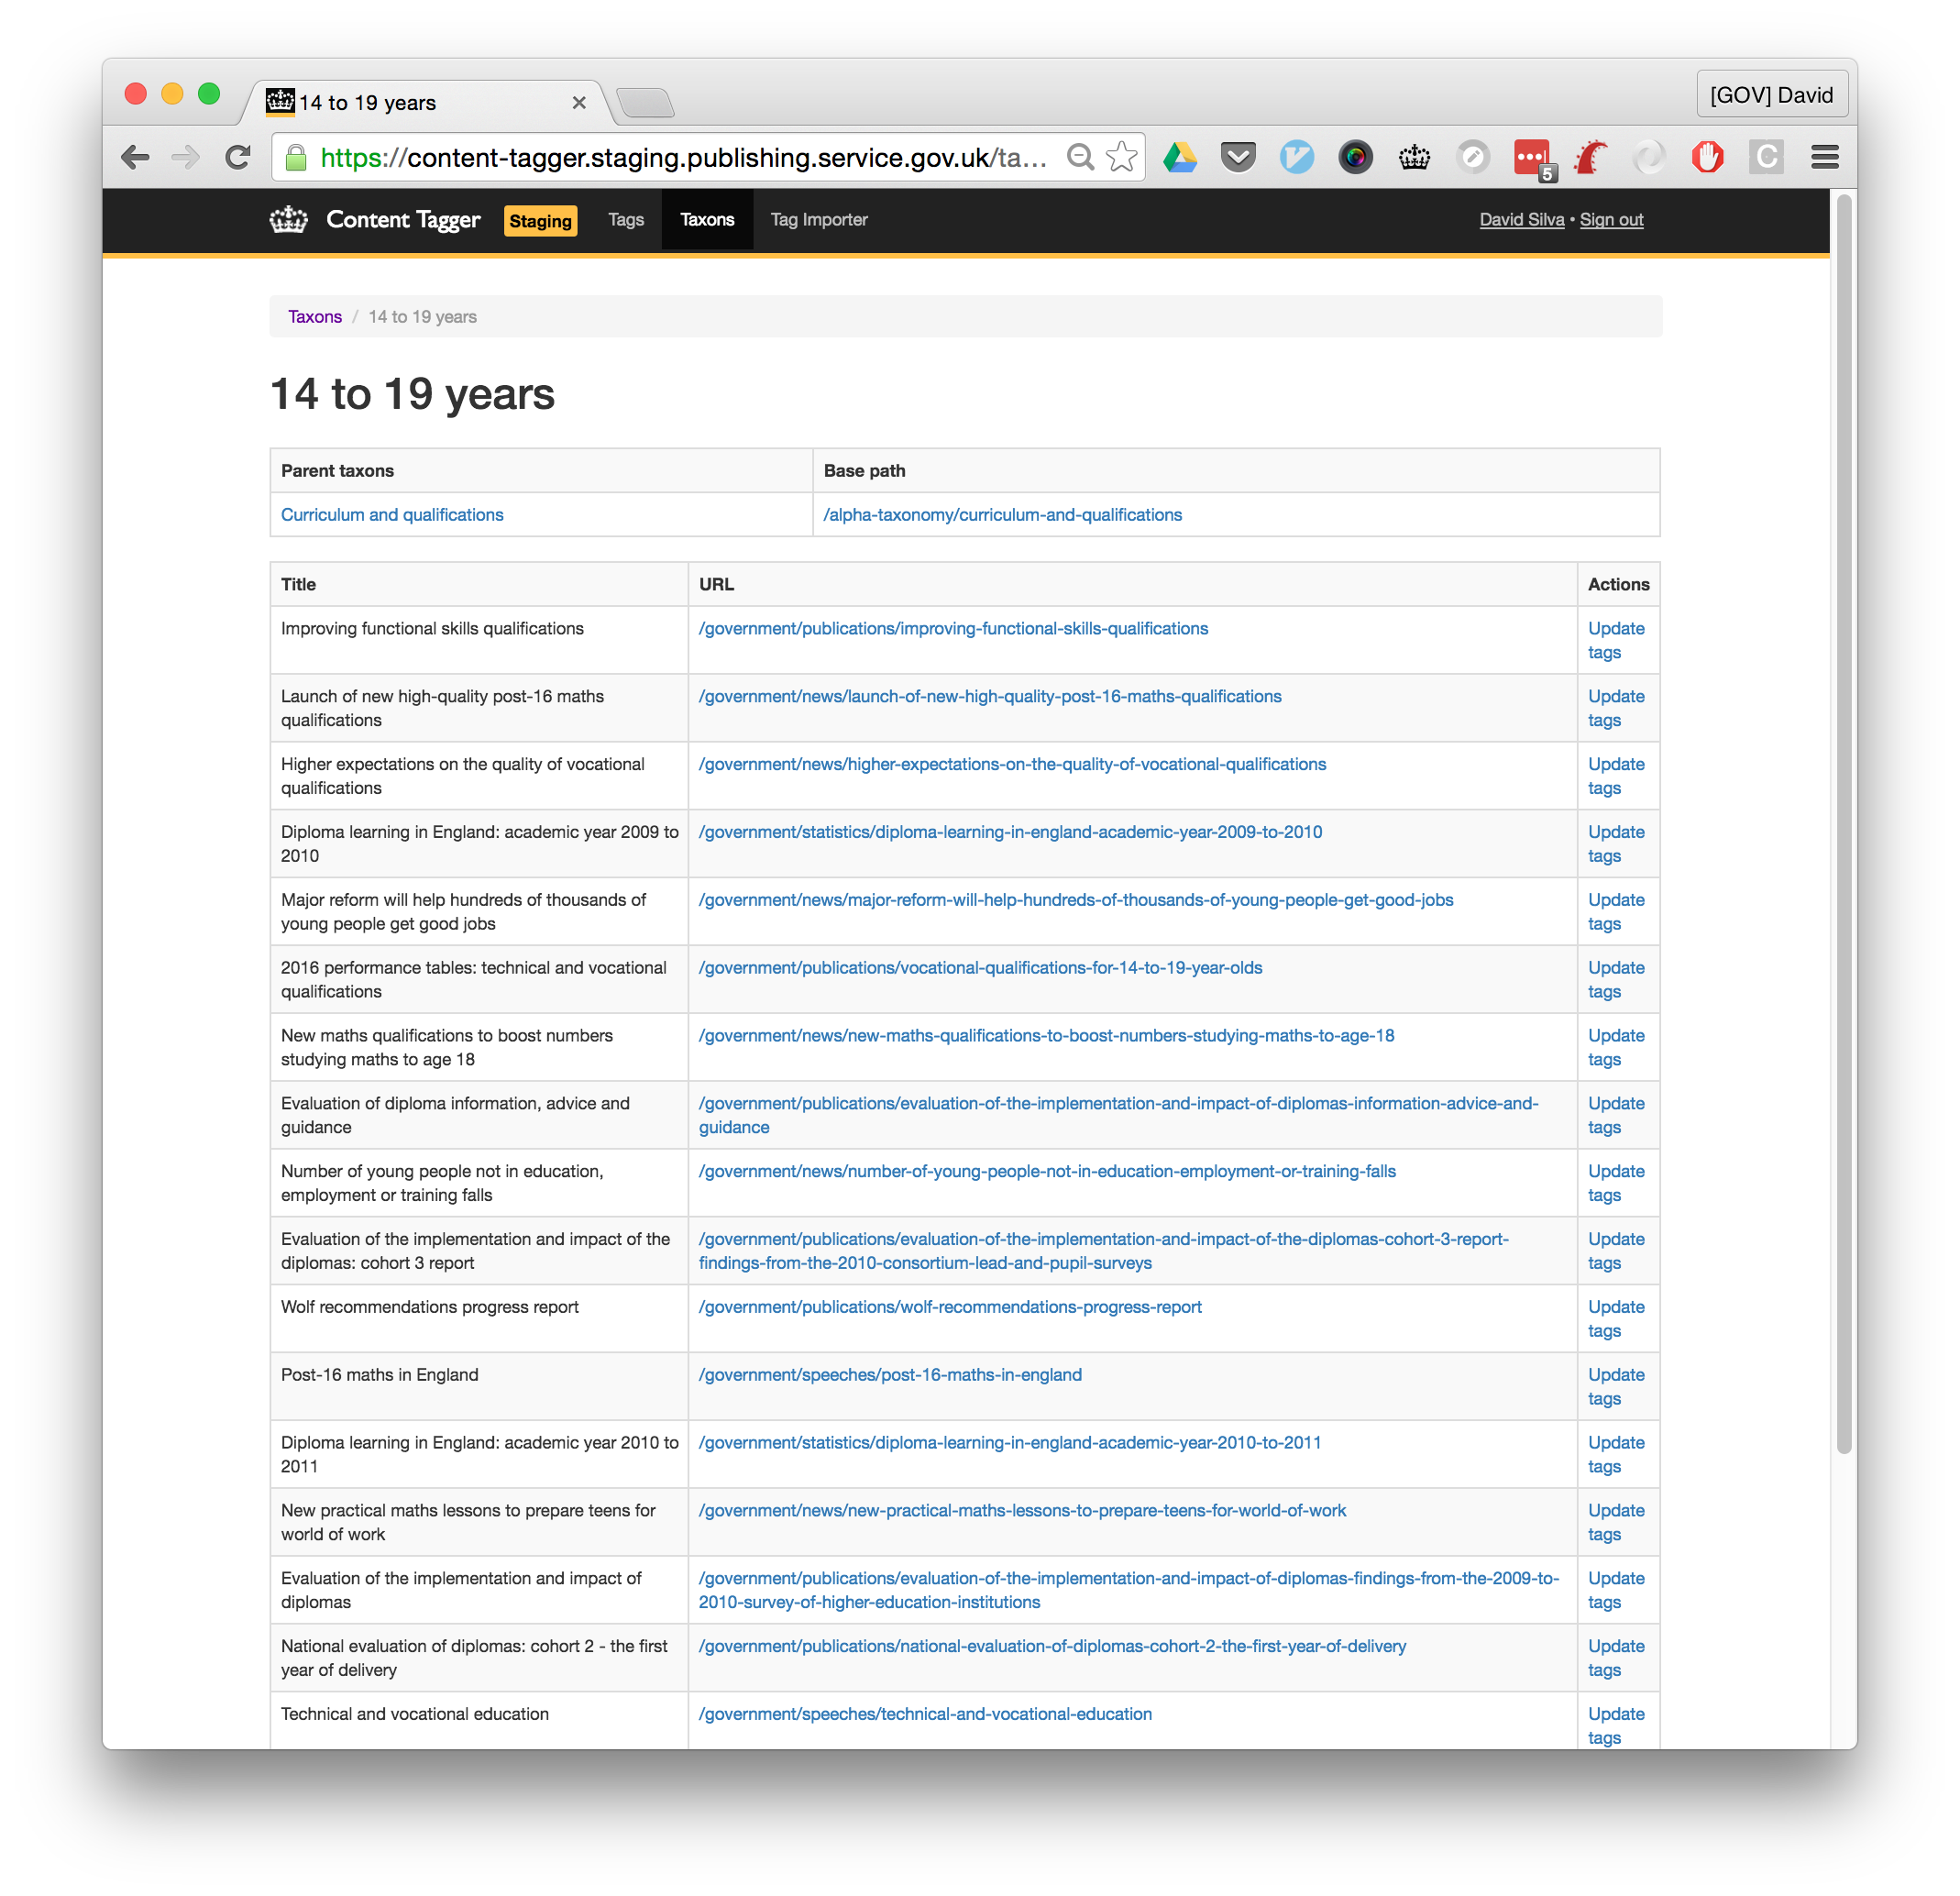 14 to 19 years
[GOV] David
https://content-tagger.staging.publishing.service.gov.uk/ta...
5
C
Content Tagger Staging Tags Taxons Tag Importer David Silva • Sign out
Taxons / 14 to 19 years
14 to 19 years
Parent taxons Base path
Curriculum and qualifications /alpha-taxonomy/curriculum-and-qualifications
Title URL Actions
Improving functional skills qualifications /government/publications/improving-functional-skills-qualifications Update
tags
Launch of new high-quality post-16 maths /government/news/launch-of-new-high-quality-post-16-maths-qualifications Update
qualifications tags
Higher expectations on the quality of vocational /government/news/higher-expectations-on-the-quality-of-vocational-qualifications Update
qualifications tags
Diploma learning in England: academic year 2009 to /government/statistics/diploma-learning-in-england-academic-year-2009-to-2010 Update
2010 tags
Major reform will help hundreds of thousands of /government/news/major-reform-will-help-hundreds-of-thousands-of-young-people-get-good-jobs Update
young people get good jobs tags
2016 performance tables: technical and vocational /government/publications/vocational-qualifications-for-14-to-19-year-olds Update
qualifications tags
New maths qualifications to boost numbers /government/news/new-maths-qualifications-to-boost-numbers-studying-maths-to-age-18 Update
studying maths to age 18 tags
Evaluation of diploma information, advice and /government/publications/evaluation-of-the-implementation-and-impact-of-diplomas-information-advice-and- Update
guidance guidance tags
Number of young people not in education, /government/news/number-of-young-people-not-in-education-employment-or-training-falls Update
employment or training falls tags
Evaluation of the implementation and impact of the /government/publications/evaluation-of-the-implementation-and-impact-of-the-diplomas-cohort-3-report- Update
diplomas: cohort 3 report findings-from-the-2010-consortium-lead-and-pupil-surveys tags
Wolf recommendations progress report /government/publications/wolf-recommendations-progress-report Update
tags
Post-16 maths in England /government/speeches/post-16-maths-in-england Update
tags
Diploma learning in England: academic year 2010 to /government/statistics/diploma-learning-in-england-academic-year-2010-to-2011 Update
2011 tags
New practical maths lessons to prepare teens for /government/news/new-practical-maths-lessons-to-prepare-teens-for-world-of-work Update
world of work tags
Evaluation of the implementation and impact of /government/publications/evaluation-of-the-implementation-and-impact-of-diplomas-findings-from-the-2009-to- Update
diplomas 2010-survey-of-higher-education-institutions tags
National evaluation of diplomas: cohort 2 - the first /government/publications/national-evaluation-of-diplomas-cohort-2-the-first-year-of-delivery Update
year of delivery tags
Technical and vocational education /government/speeches/technical-and-vocational-education Update
tags